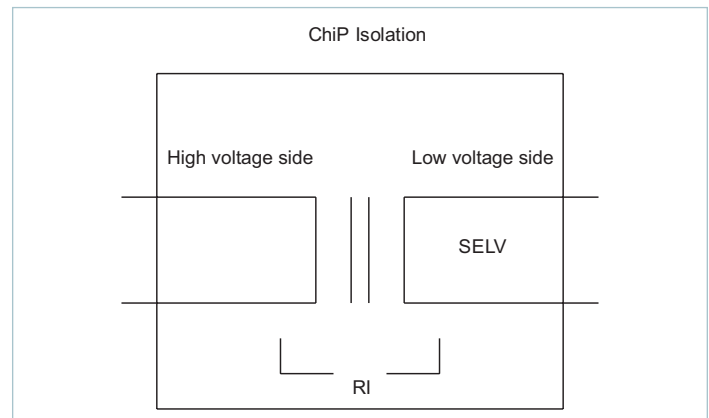 ChiP Isolation
High voltage side
Low voltage side
SELV
RI